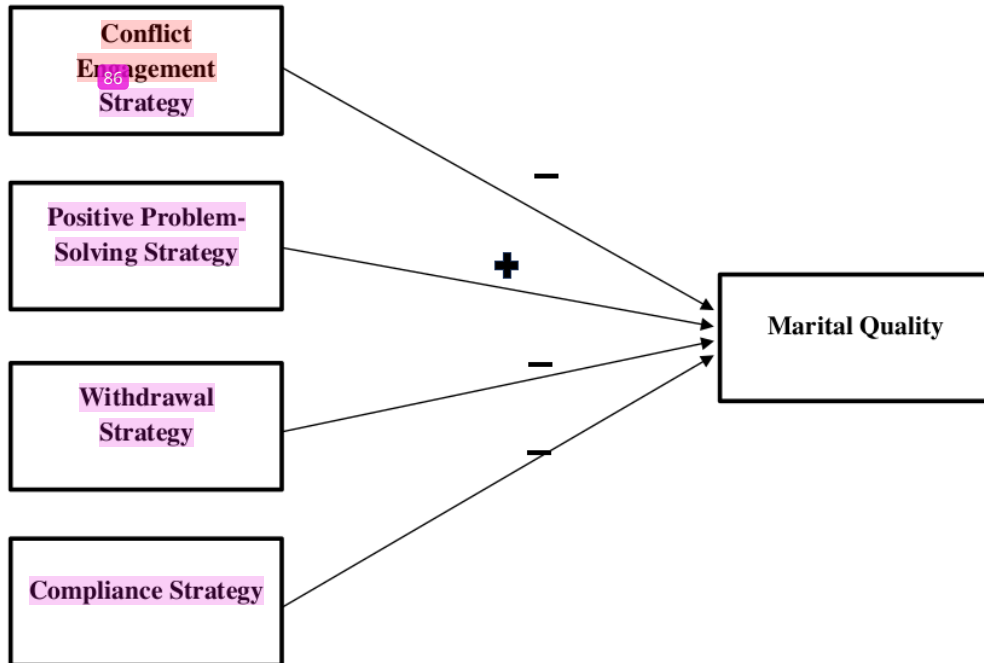 Conflict
Engagement
86
Strategy
Positive Problem-
Solving Strategy
Withdrawal
Strategy
Compliance Strategy
Marital Quality
−
+
−
−